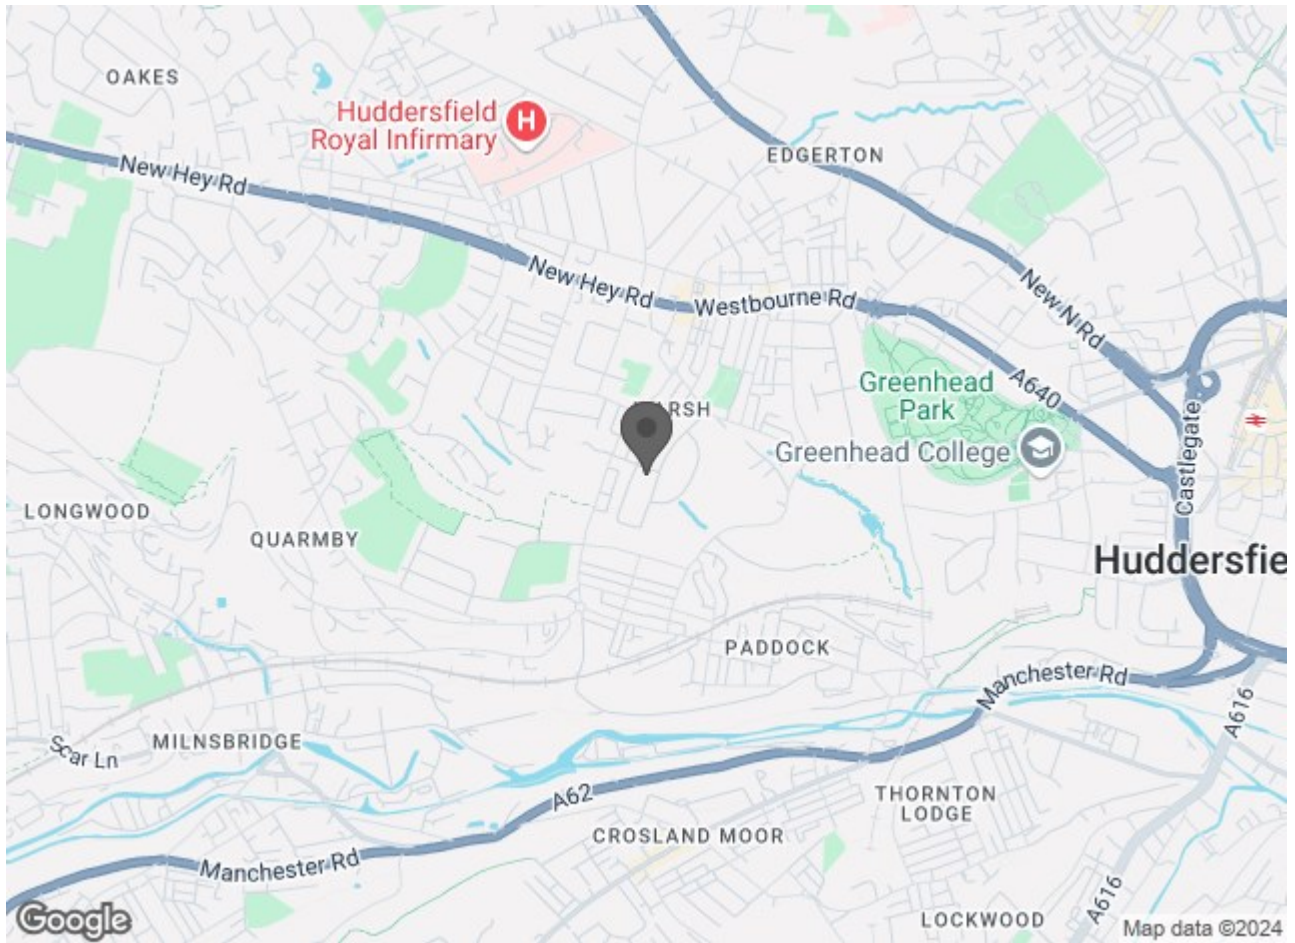 OAKES
Huddersfield
Royal Infirmary
H
EDGERTON
New Hey Rd
New Hey Rd
Westbourne Rd
New N Rd
Greenhead
Park
A640
Castlegate
Greenhead College
LONGWOOD
QUARMBY
Huddersfie
PADDOCK
Manchester Rd
A616
Scar Ln
MILNSBRIDGE
A62
THORNTON
LODGE
CROSLAND MOOR
Manchester Rd
A616
LOCKWOOD
Google
Map data ©2024